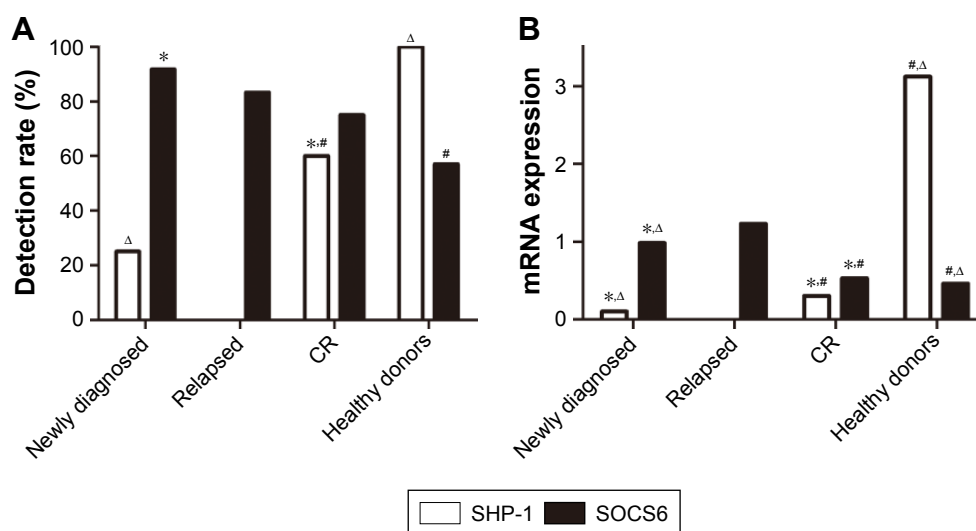 A
Detection rate (%)
100
80
60
40
20
0
Δ
*
*,#
Δ
#
Newly diagnosed
Relapsed
CR
Healthy donors
B
mRNA expression
3
2
1
0
*,Δ
*,Δ
*,#
*,#
#,Δ
#,Δ
Newly diagnosed
Relapsed
CR
Healthy donors
SHP-1 SOCS6